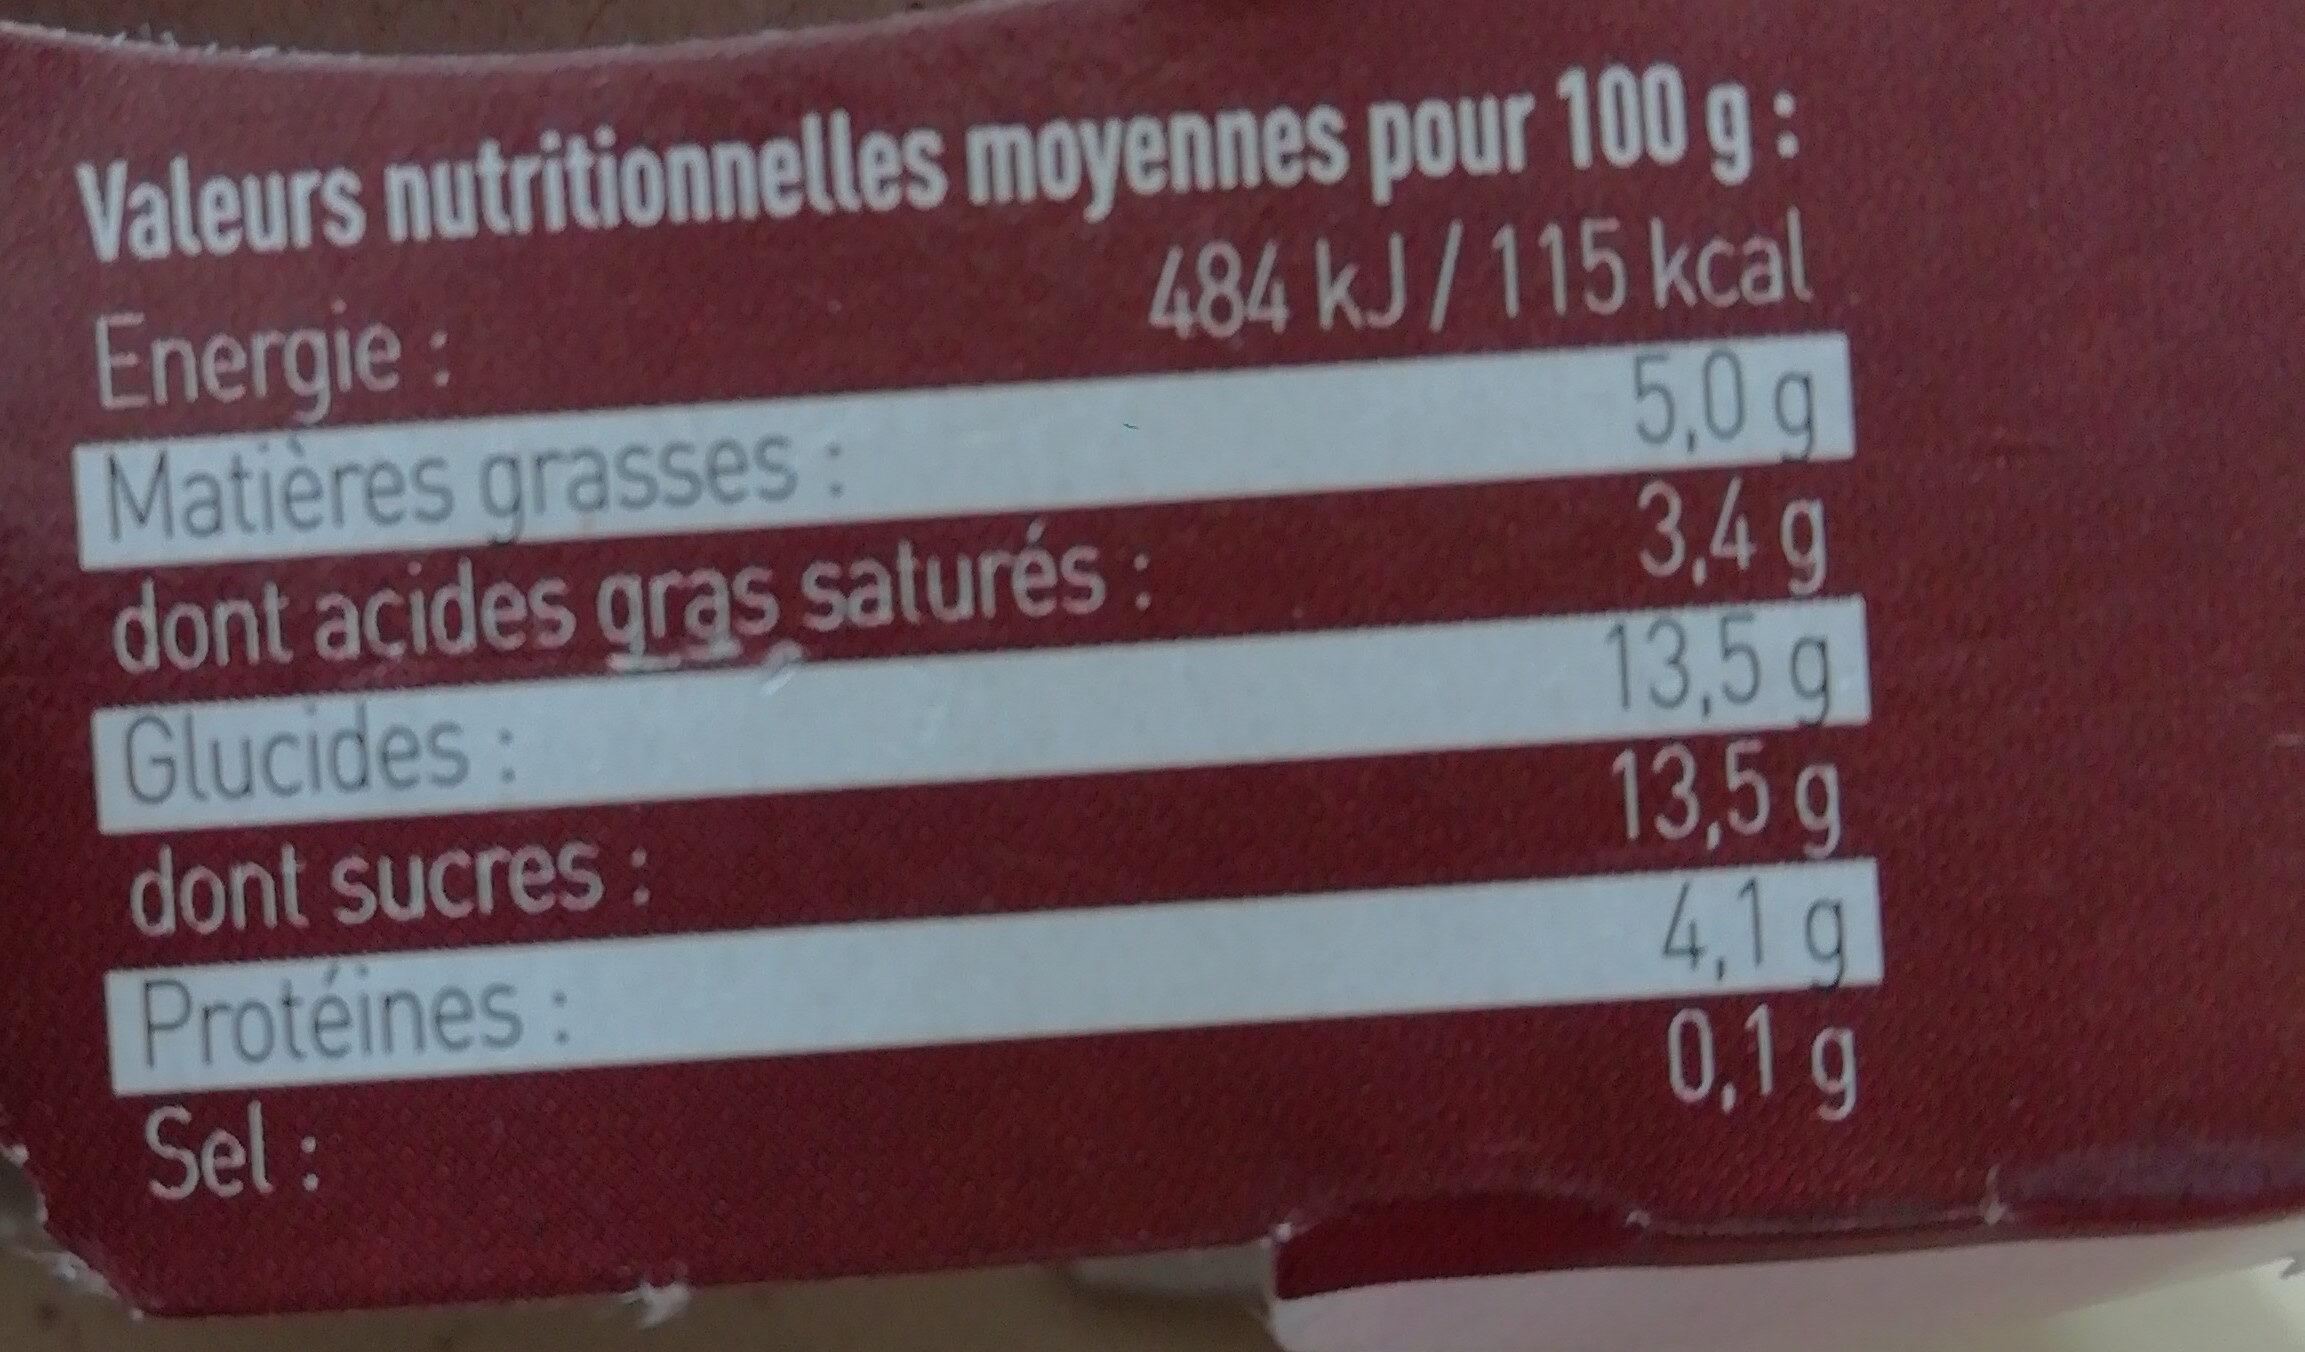 Valeurs nutritionnelles moyennes pour 100 g :
Energie : 484 kJ / 115 kcal
Matières grasses : 5,0 g
dont acides gras saturés : 3,4 g
Glucides : 13,5 g
dont sucres : 13,5 g
Protéines : 4,1 g
Sel : 0,1 g